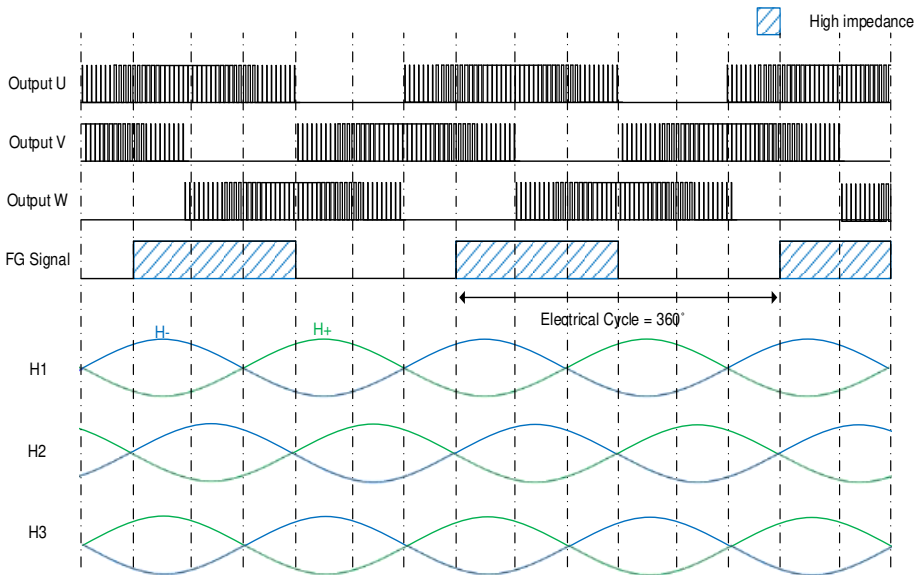 High impedance
Output U
Output V
Output W
FG Signal
Electrical Cycle = 360°
H-
H+
H1
H2
H3